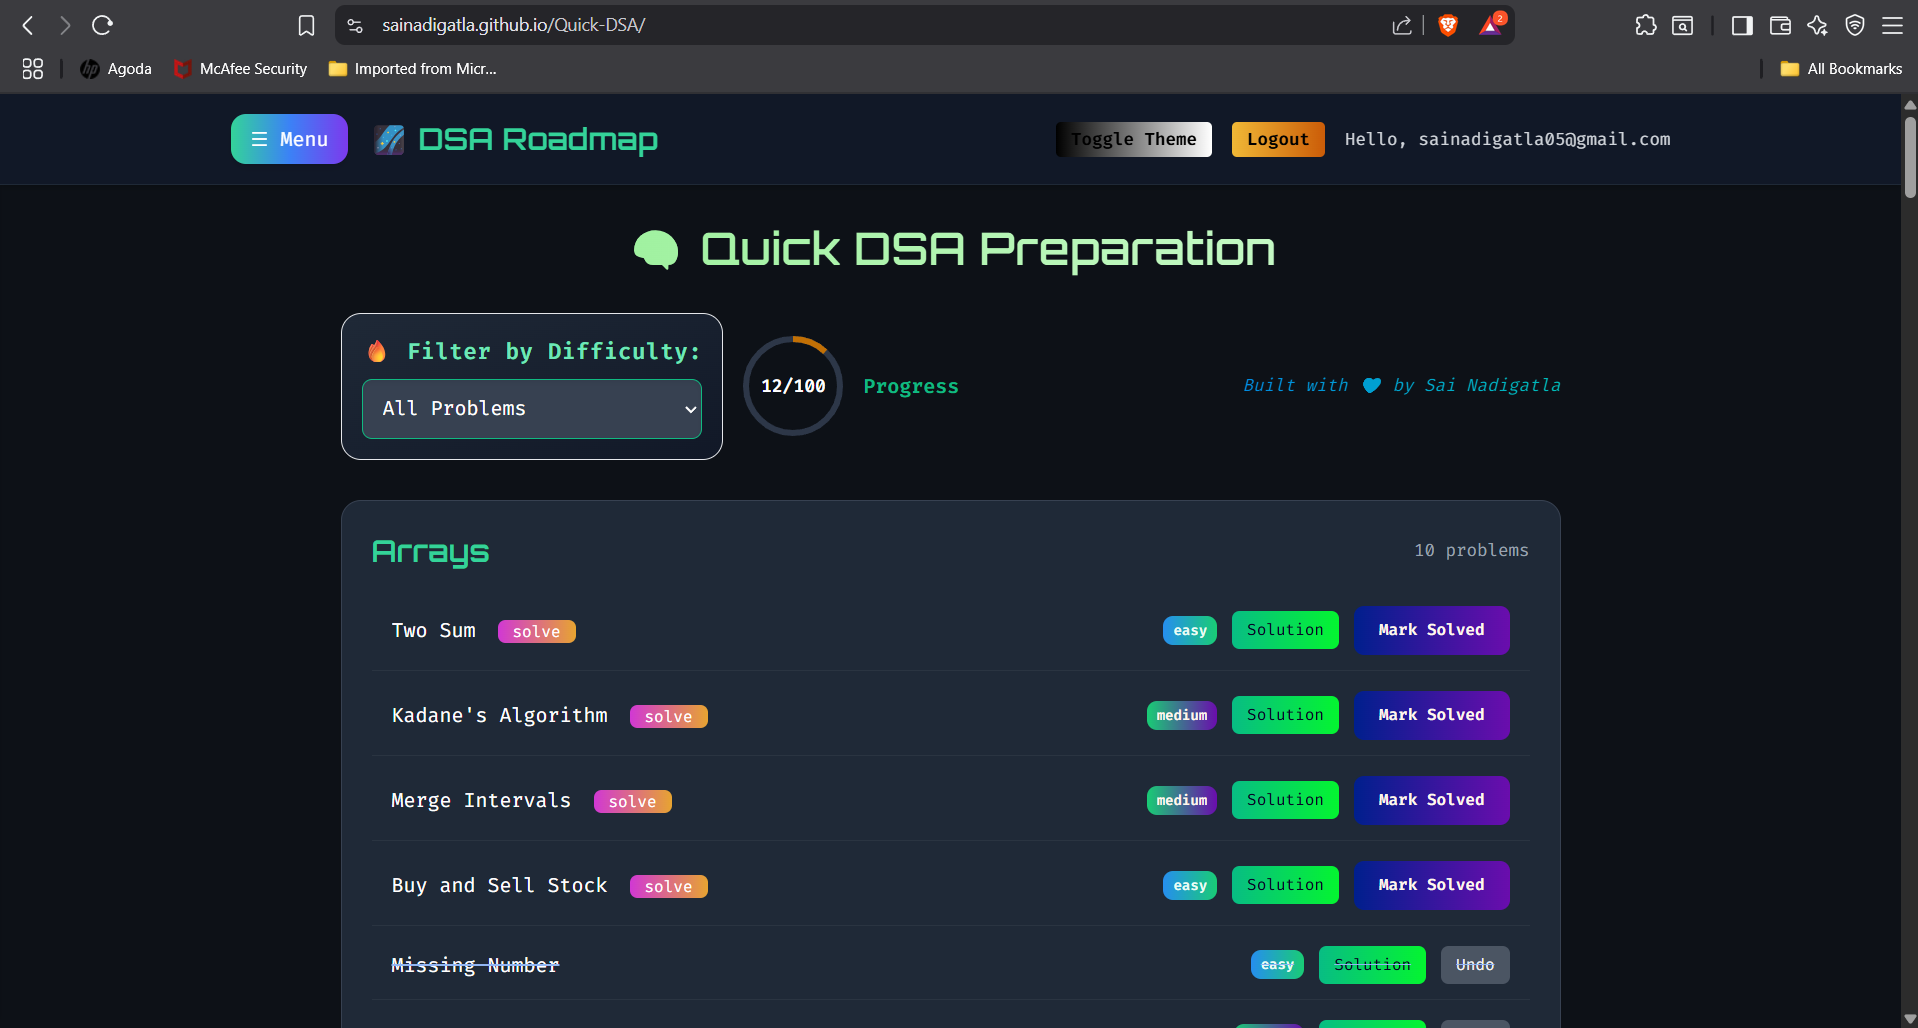 sainadigatla.github.io/Quick-DSA/
2
Agoda
McAfee Security
Imported from Micr...
All Bookmarks
☰ Menu
DSA Roadmap
Toggle Theme
Logout
Hello, sainadigatla05@gmail.com
Quick DSA Preparation
Filter by Difficulty:
All Problems
12/100
Progress
Built with 💙 by Sai Nadigatla
Arrays
10 problems
Two Sum solve easy Solution Mark Solved
Kadane's Algorithm solve medium Solution Mark Solved
Merge Intervals solve medium Solution Mark Solved
Buy and Sell Stock solve easy Solution Mark Solved
Missing Number easy Solution Undo